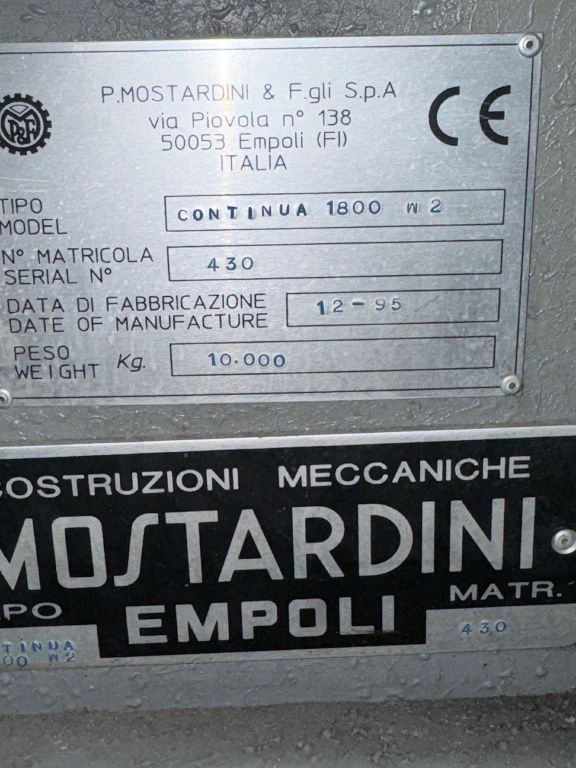 P.MOSTARDINI & F.gli S.p.A
via Piovola n° 138
50053 Empoli (FI)
ITALIA
CE
M
P&F
TIPO
MODEL
CONTINUA 1800 W2
N° MATRICOLA
SERIAL N°
430
DATA DI FABBRICAZIONE
DATE OF MANUFACTURE
12-95
PESO
WEIGHT Kg.
10.000
COSTRUZIONI MECCANICHE
MOSTARDINI
EMPOLI
MATR.
430
W2